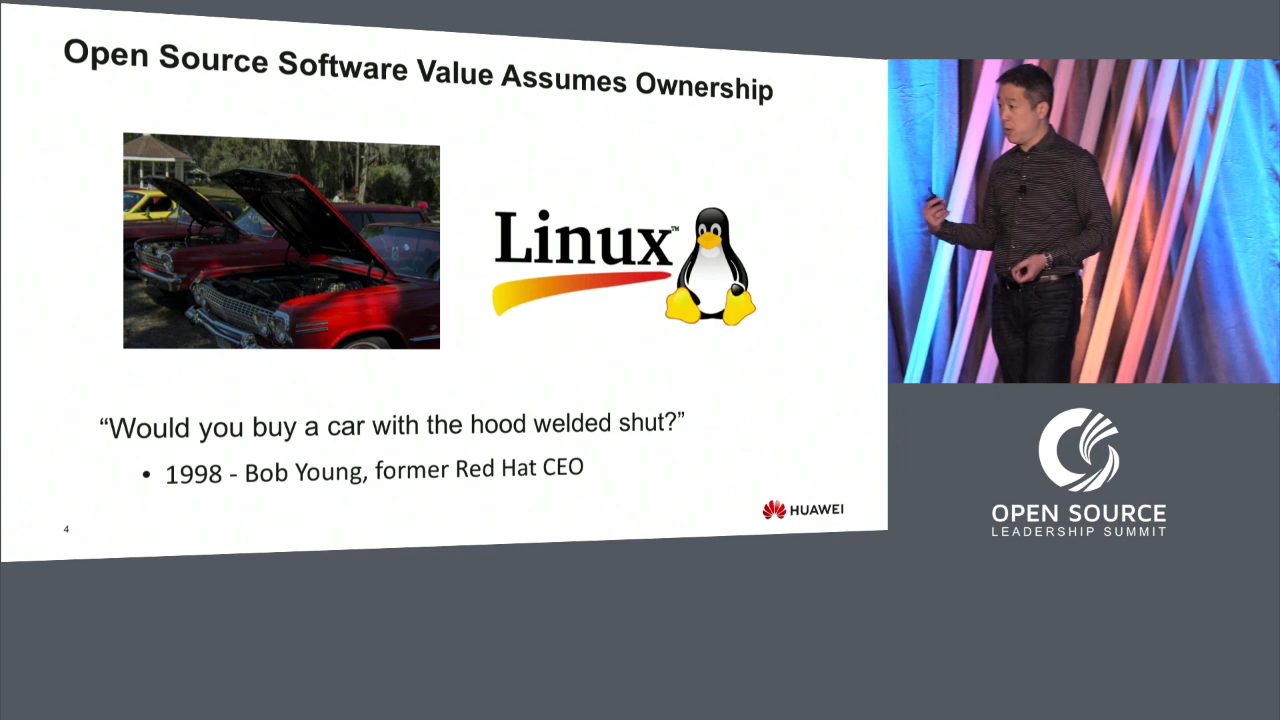 Open Source Software Value Assumes Ownership
Linux™
“Would you buy a car with the hood welded shut?”
• 1998 - Bob Young, former Red Hat CEO
4
HUAWEI
OPEN SOURCE
LEADERSHIP SUMMIT